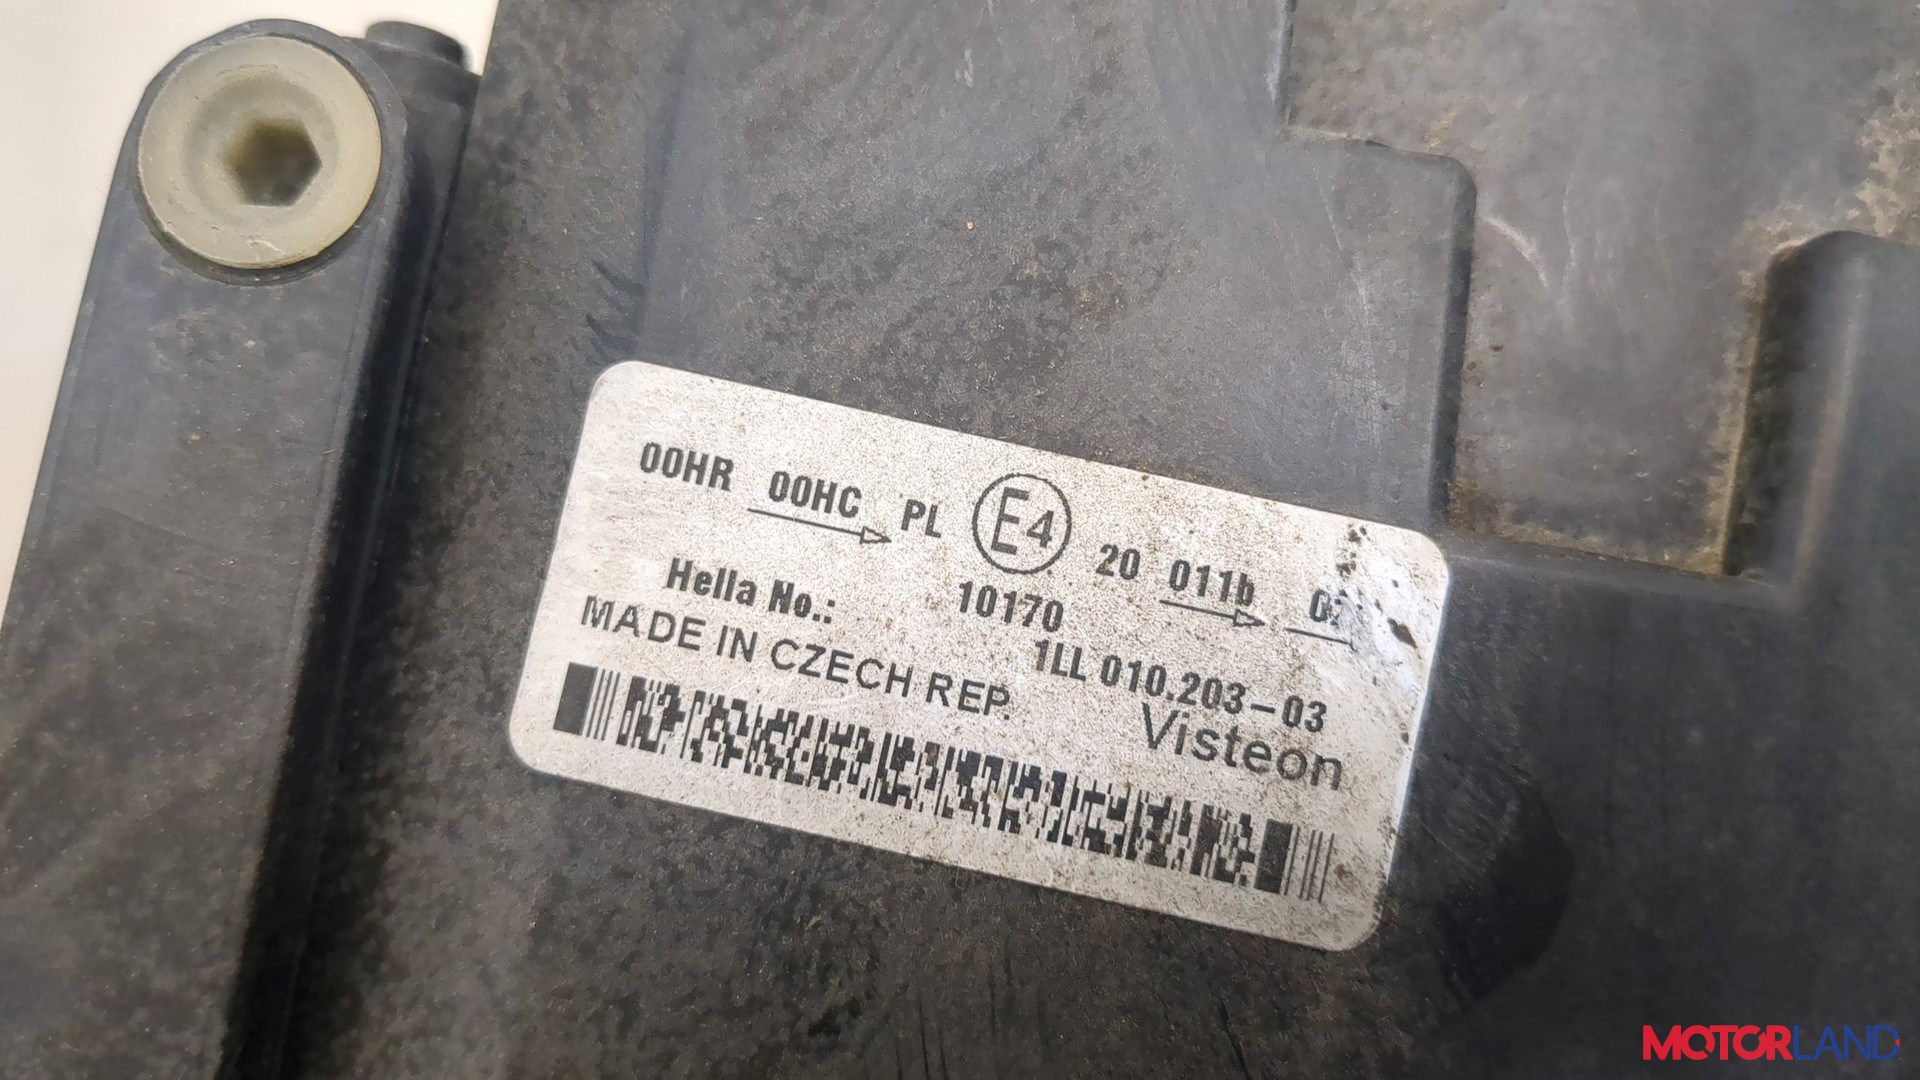 00HR 00HC PL E4 20 011b
10170
Hella No.: 1LL 010.203-03
MADE IN CZECH REP. Visteon
MOTORLAND